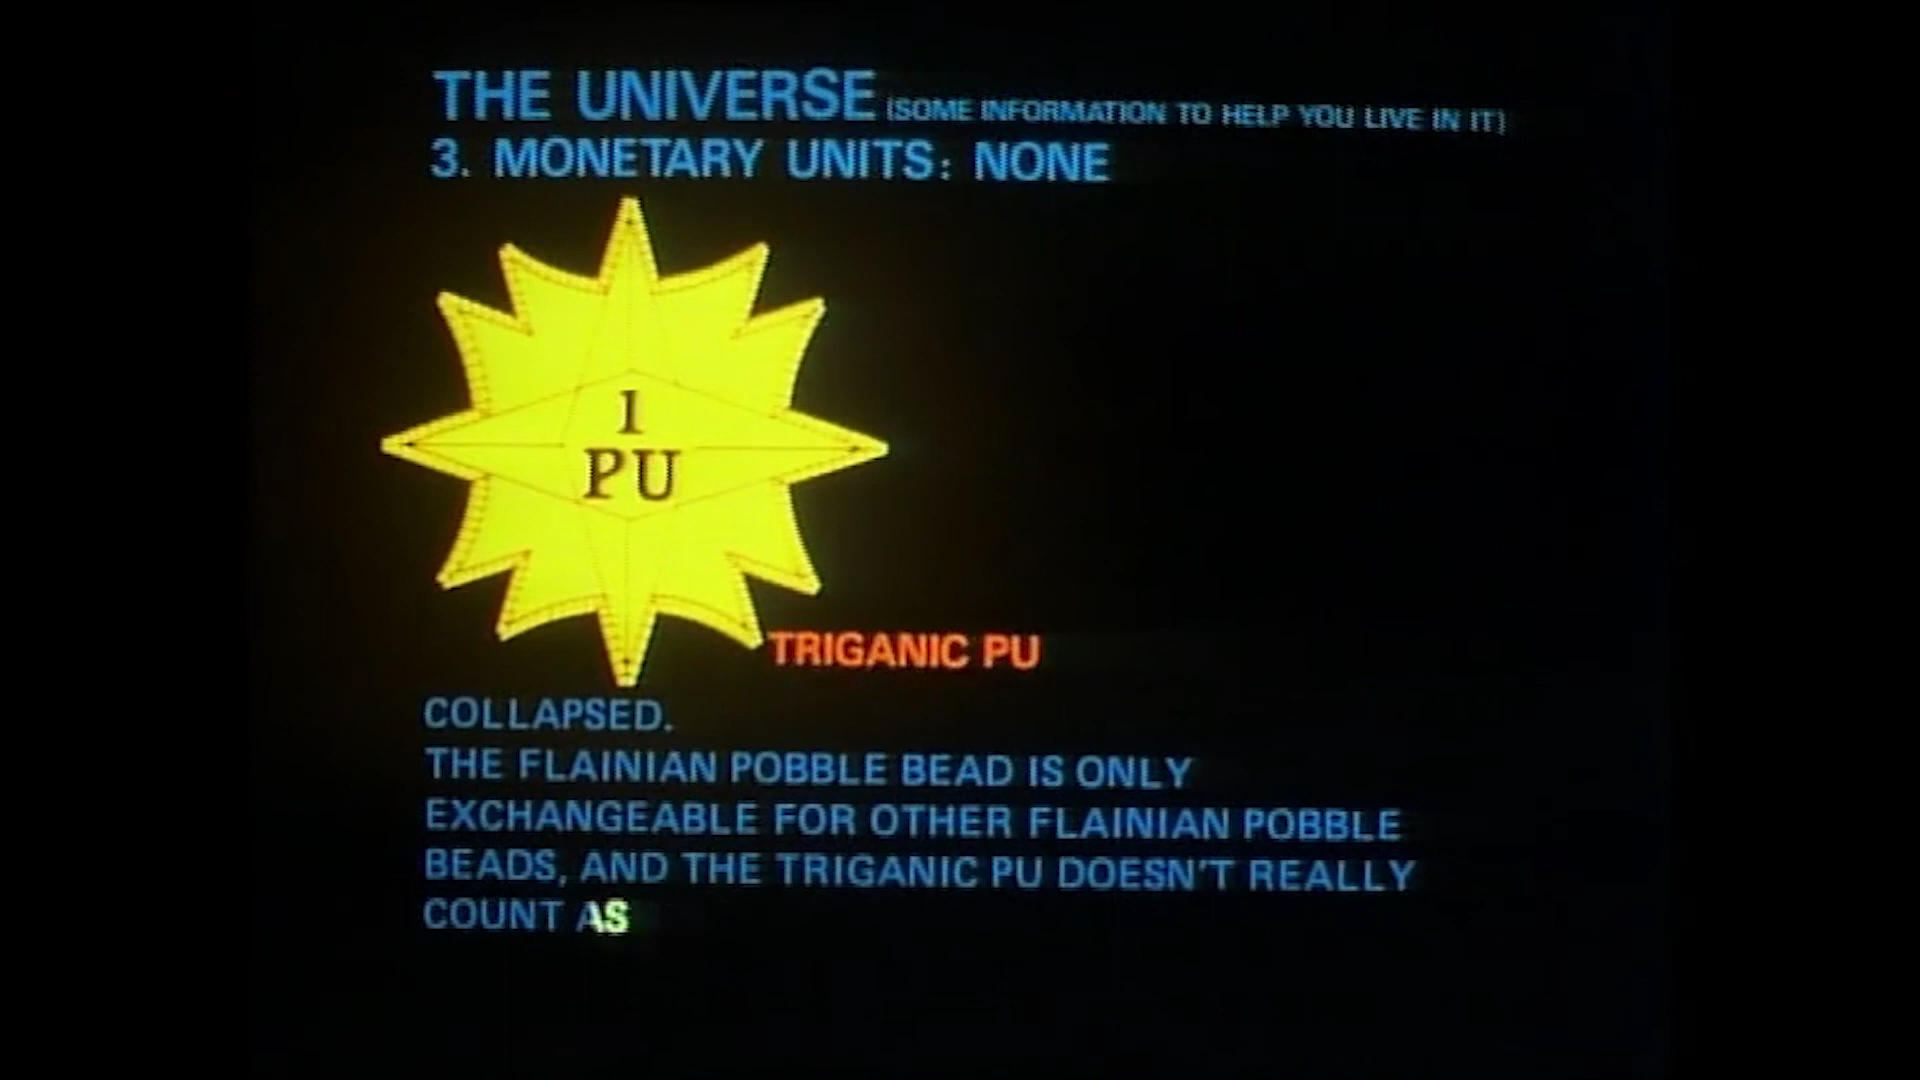 THE UNIVERSE (SOME INFORMATION TO HELP YOU LIVE IN IT)
3. MONETARY UNITS: NONE
1
PU
TRIGANIC PU
COLLAPSED.
THE FLAINIAN POBBLE BEAD IS ONLY
EXCHANGEABLE FOR OTHER FLAINIAN POBBLE
BEADS, AND THE TRIGANIC PU DOESN'T REALLY
COUNT AS